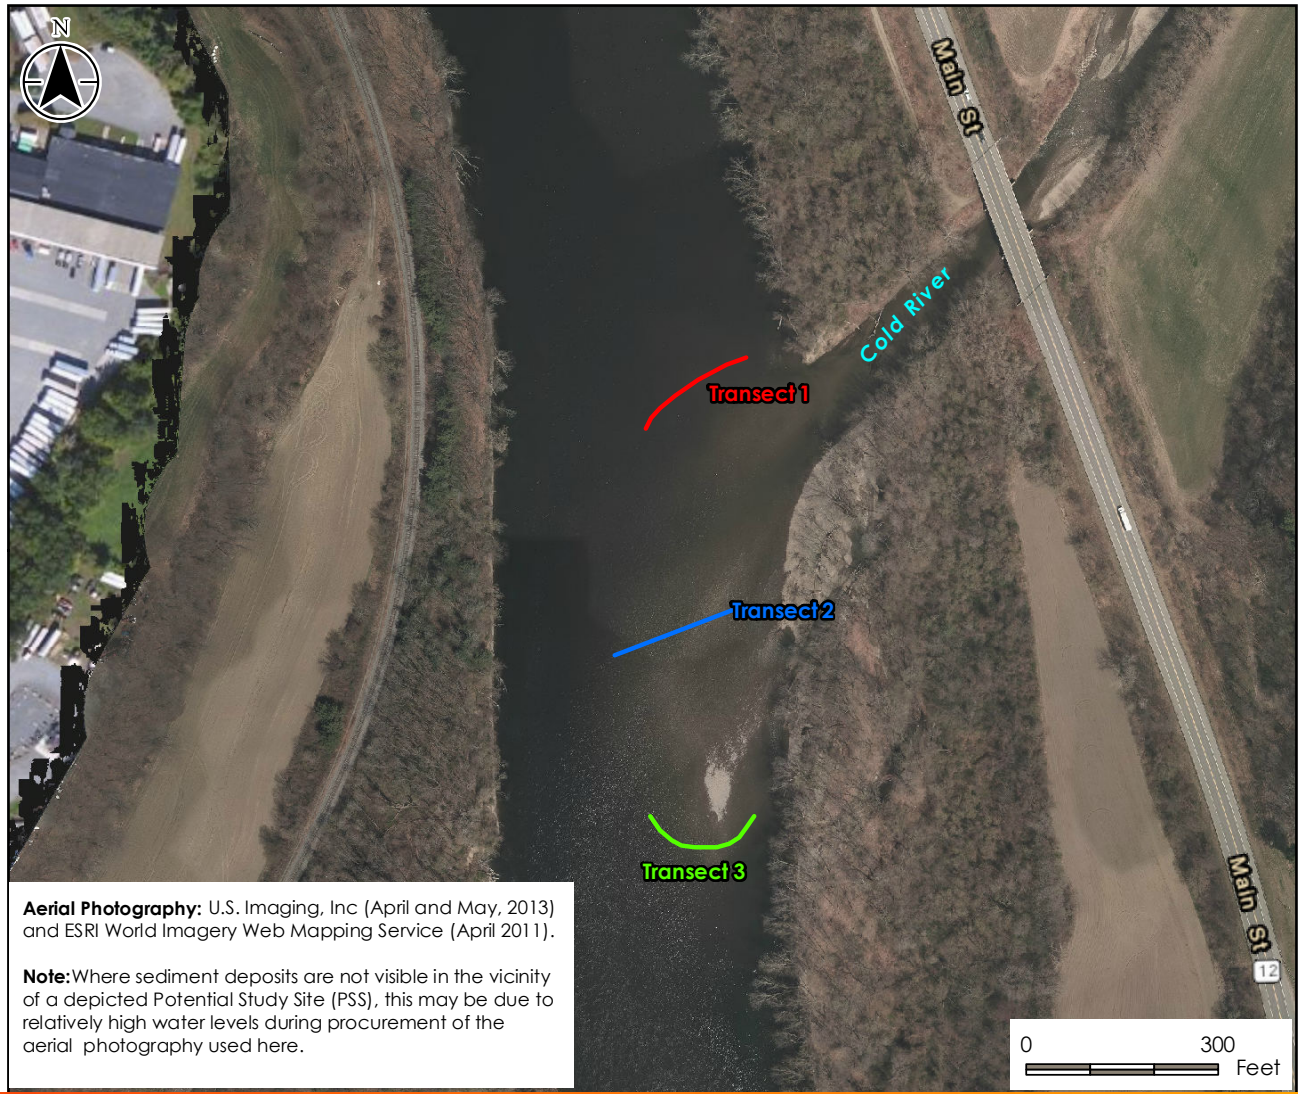 N
Main St
Cold River
Transect 1
Transect 2
Transect 3
Main St
12
Aerial Photography: U.S. Imaging, Inc (April and May, 2013)
and ESRI World Imagery Web Mapping Service (April 2011).
Note:Where sediment deposits are not visible in the vicinity
of a depicted Potential Study Site (PSS), this may be due to
relatively high water levels during procurement of the
aerial photography used here.
0 300
Feet